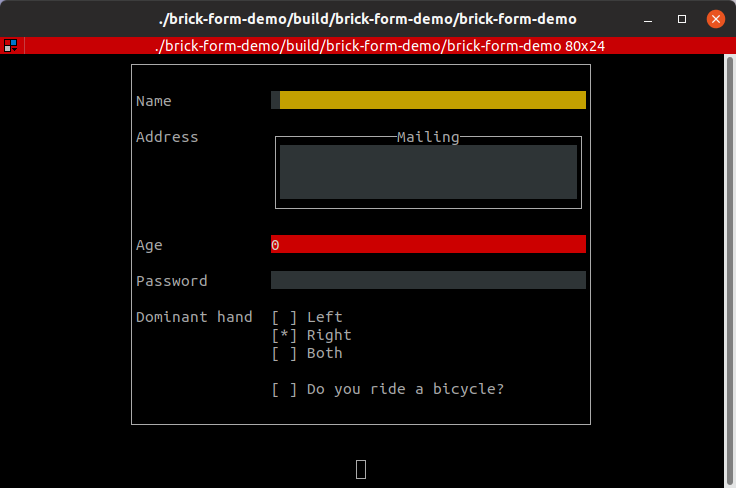 ./brick-form-demo/build/brick-form-demo/brick-form-demo
./brick-form-demo/build/brick-form-demo/brick-form-demo 80x24
Name
Address
Mailing
Age 0
Password
Dominant hand [ ] Left
[*] Right
[ ] Both
[ ] Do you ride a bicycle?